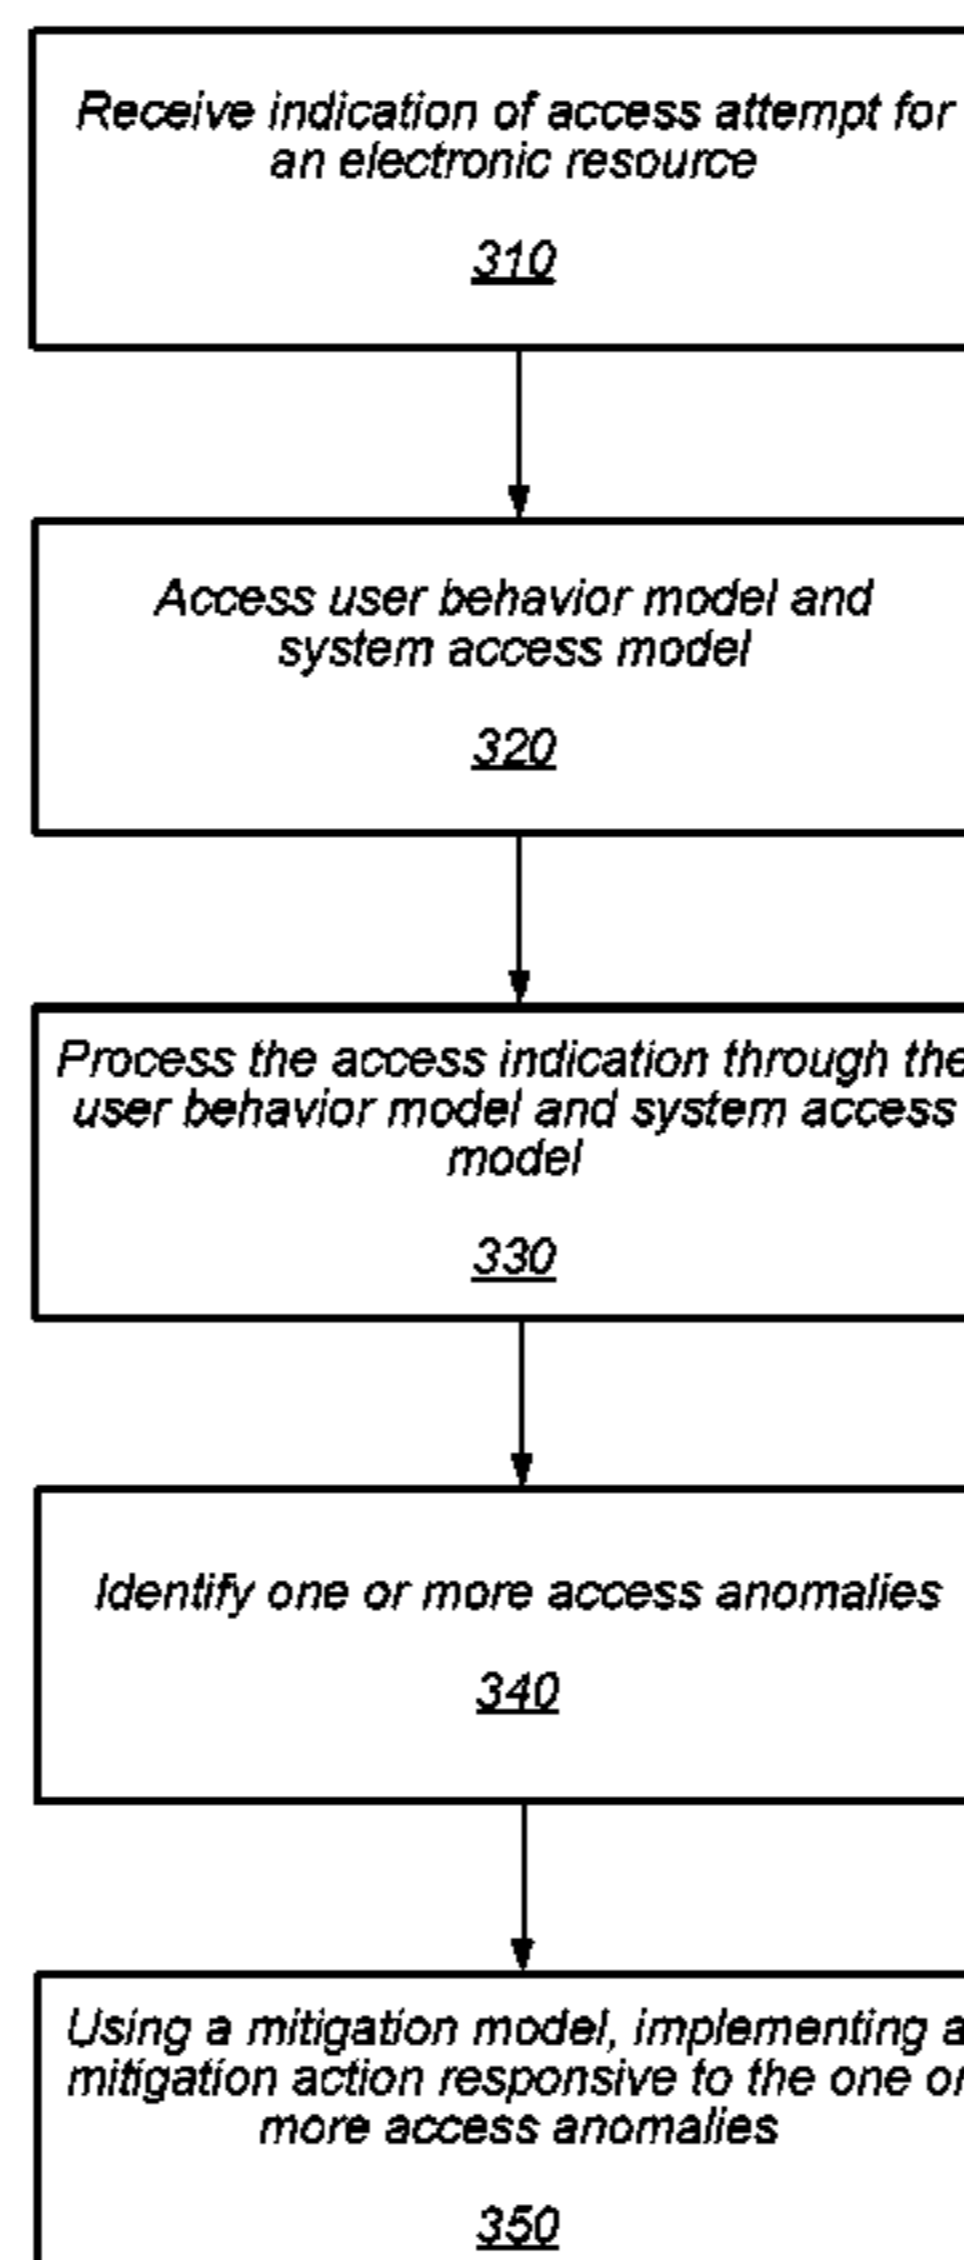 Receive indication of access attempt for
an electronic resource
310
Access user behavior model and
system access model
320
Process the access indication through the
user behavior model and system access
model
330
Identify one or more access anomalies
340
Using a mitigation model, implementing a
mitigation action responsive to the one or
more access anomalies
350